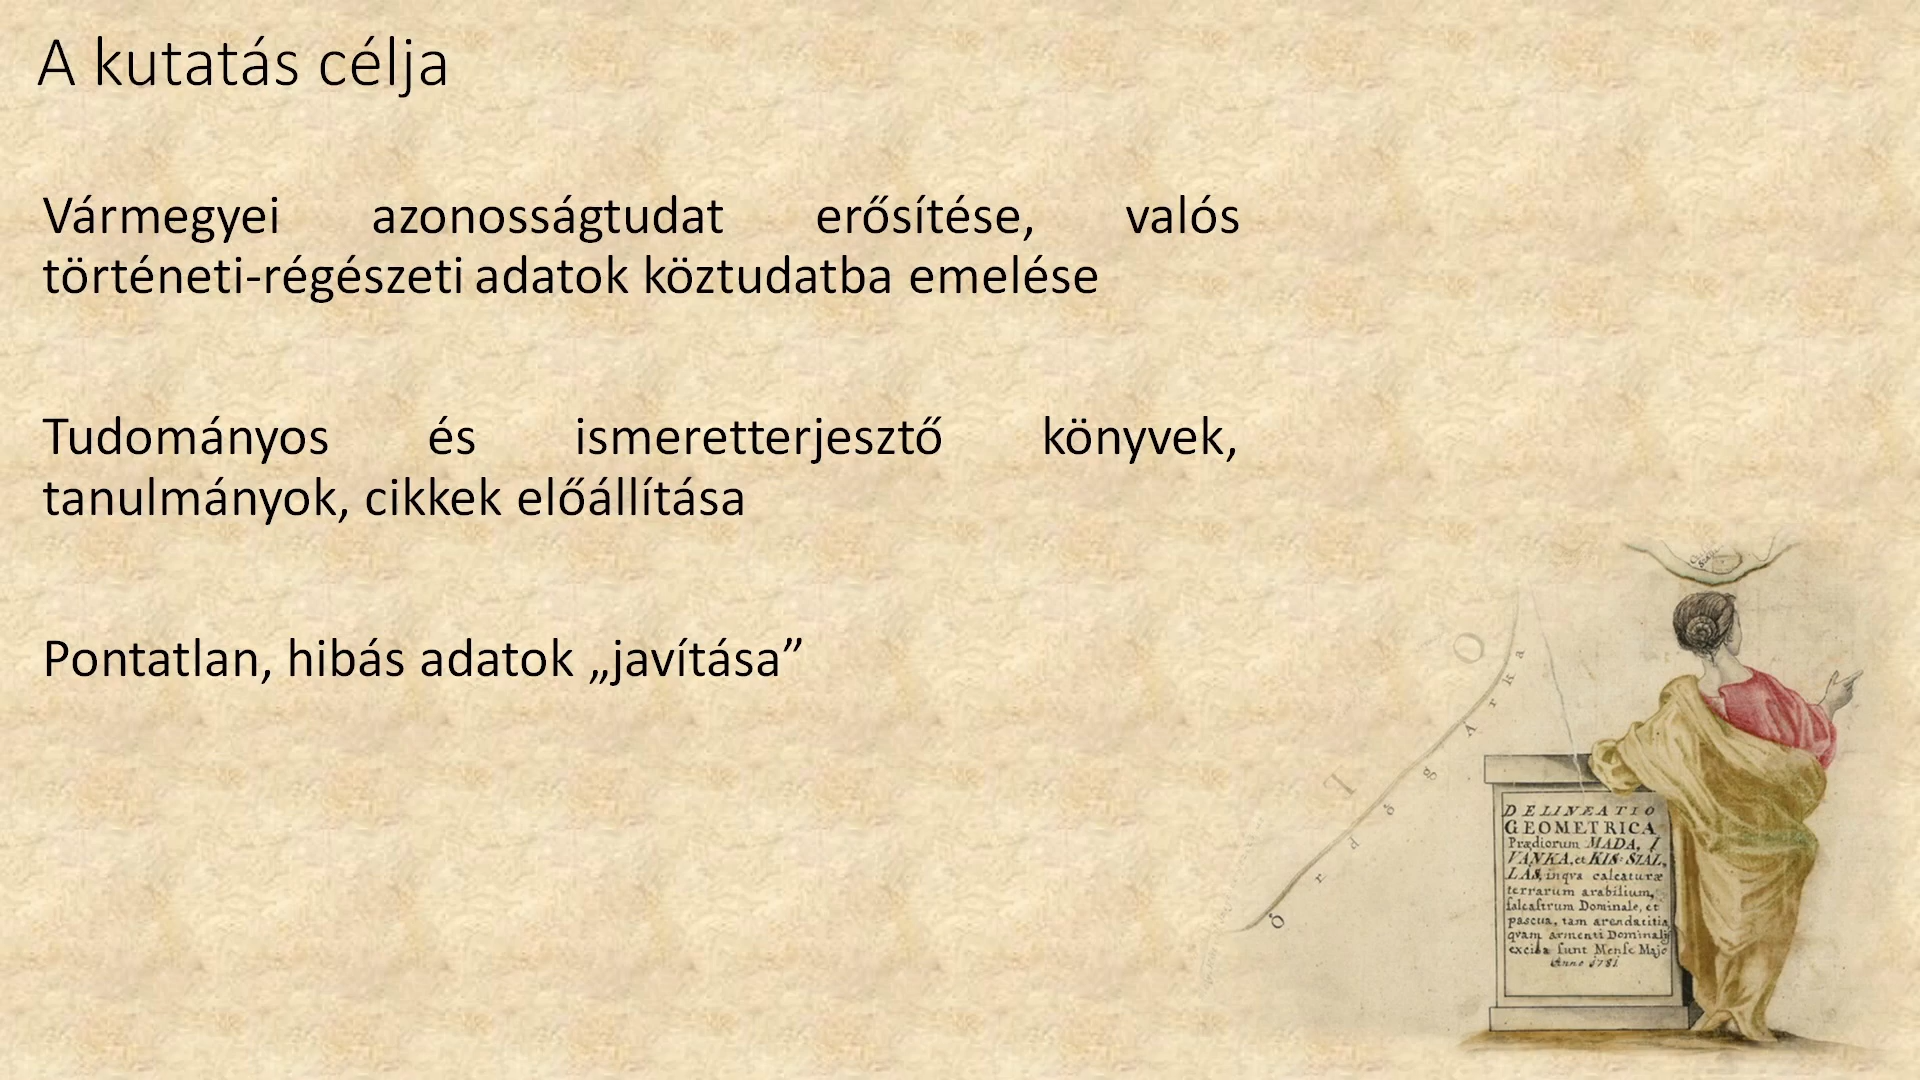 A kutatás célja
Vármegyei azonosságtudat erősítése, valós
történeti-régészeti adatok köztudatba emelése
Tudományos és ismeretterjesztő könyvek,
tanulmányok, cikkek előállítása
Pontatlan, hibás adatok „javítása”
Ó r d ö g Á r k a
DELINEATIO
GEOMETRICA
Prædiorum MADA, I
VANKA, et KIS-SZAL,
LÁS, in qva calcaturæ
terrarum arabilium,
falcastrum Dominale, et
pascua, tam arendatitia
qvam armenti Dominalis
excisa sunt Mense Majo
Anno 1781